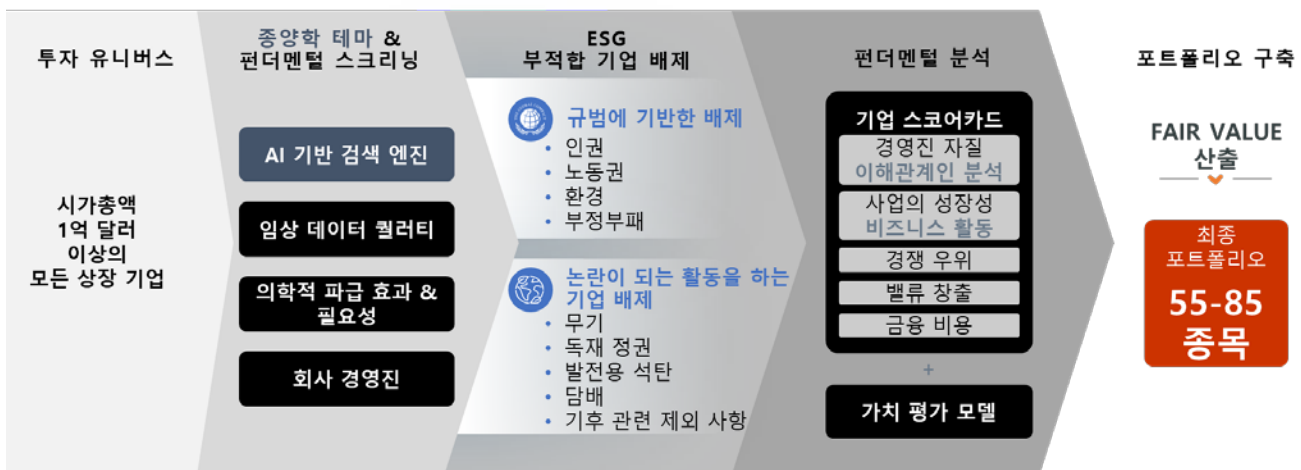 투자 유니버스
시가총액
1억 달러
이상의
모든 상장 기업
종양학 테마 &
펀더멘털 스크리닝
AI 기반 검색 엔진
임상 데이터 퀄러티
의학적 파급 효과 &
필요성
회사 경영진
ESG
부적합 기업 배제
규범에 기반한 배제
• 인권
• 노동권
• 환경
• 부정부패
논란이 되는 활동을 하는
기업 배제
• 무기
• 독재 정권
• 발전용 석탄
• 담배
• 기후 관련 제외 사항
펀더멘털 분석
기업 스코어카드
경영진 자질
이해관계인 분석
사업의 성장성
비즈니스 활동
경쟁 우위
밸류 창출
금융 비용
+
가치 평가 모델
포트폴리오 구축
FAIR VALUE
산출
최종
포트폴리오
55-85
종목